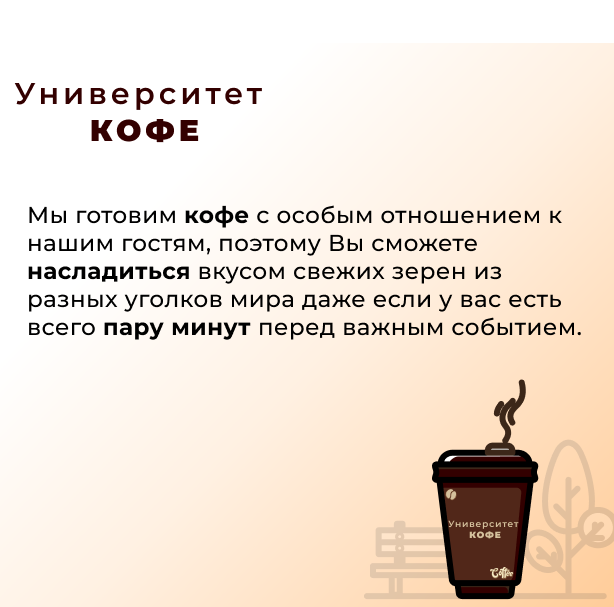 Университет
КОФЕ
Мы готовим кофе с особым отношением к
нашим гостям, поэтому Вы сможете
насладиться вкусом свежих зерен из
разных уголков мира даже если у вас есть
всего пару минут перед важным событием.
Университет
КОФЕ
Coffee